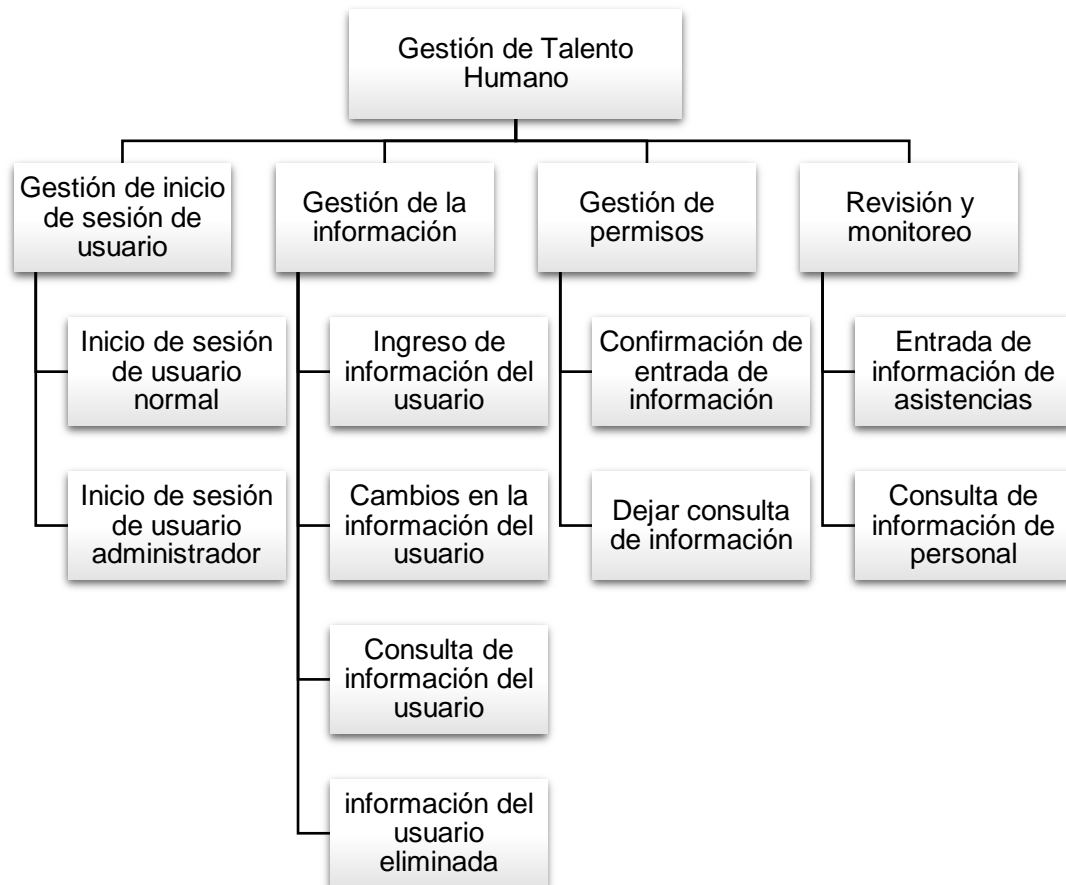 Gestión de Talento
Humano
Gestión de inicio
de sesión de
usuario
Inicio de sesión
de usuario
normal
Inicio de sesión
de usuario
administrador
Gestión de la
información
Ingreso de
información del
usuario
Cambios en la
información del
usuario
Consulta de
información del
usuario
información del
usuario
eliminada
Gestión de
permisos
Confirmación de
entrada de
información
Dejar consulta
de información
Revisión y
monitoreo
Entrada de
información de
asistencias
Consulta de
información de
personal